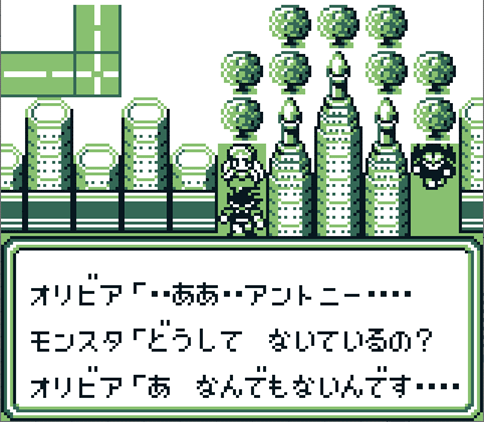 オリビア「‥ああ‥アントニー‥‥
モンスタ「どうして　ないているの？
オリビア「あ　なんでもないんです‥‥